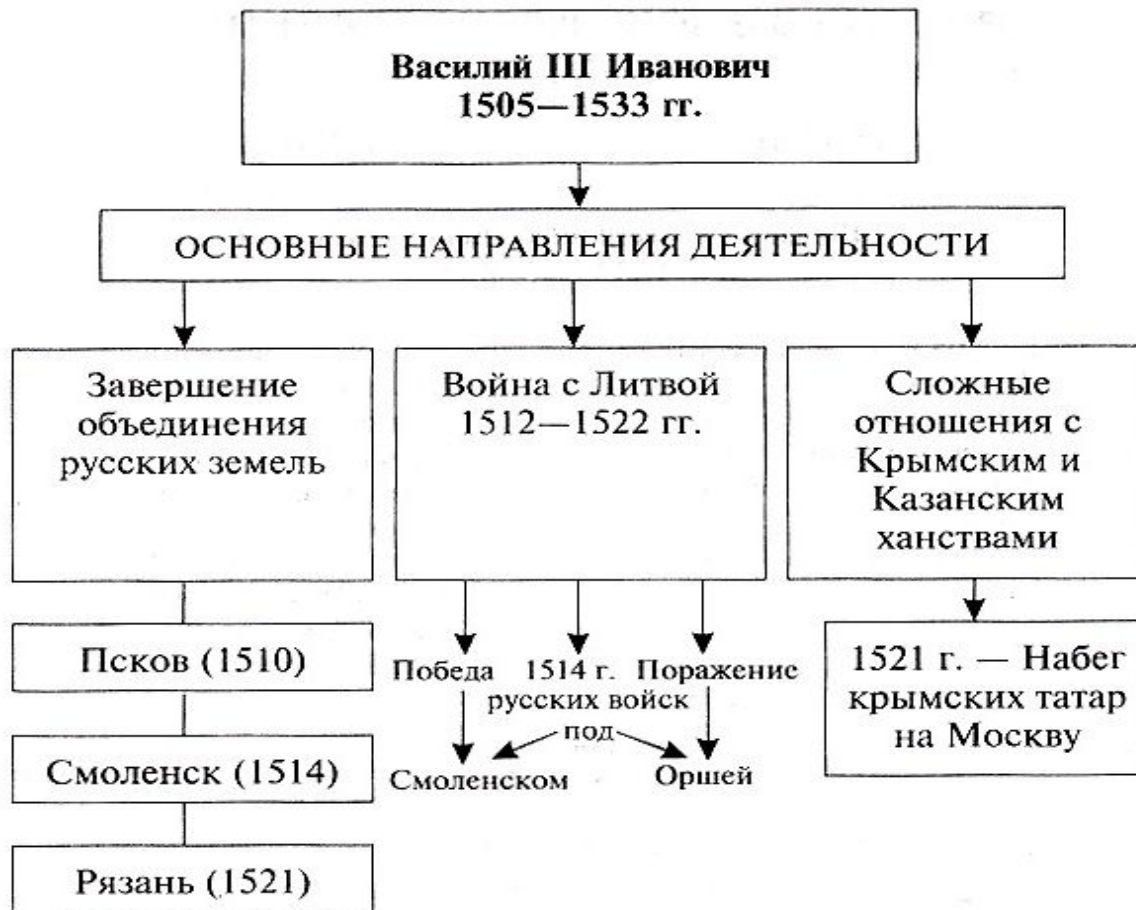 Василий III Иванович
1505—1533 гг.
ОСНОВНЫЕ НАПРАВЛЕНИЯ ДЕЯТЕЛЬНОСТИ
Завершение
объединения
русских земель
Псков (1510)
Смоленск (1514)
Рязань (1521)
Война с Литвой
1512—1522 гг.
Победа 1514 г. Поражение
русских войск
под
Смоленском Оршей
Сложные
отношения с
Крымским и
Казанским
ханствами
1521 г. — Набег
крымских татар
на Москву